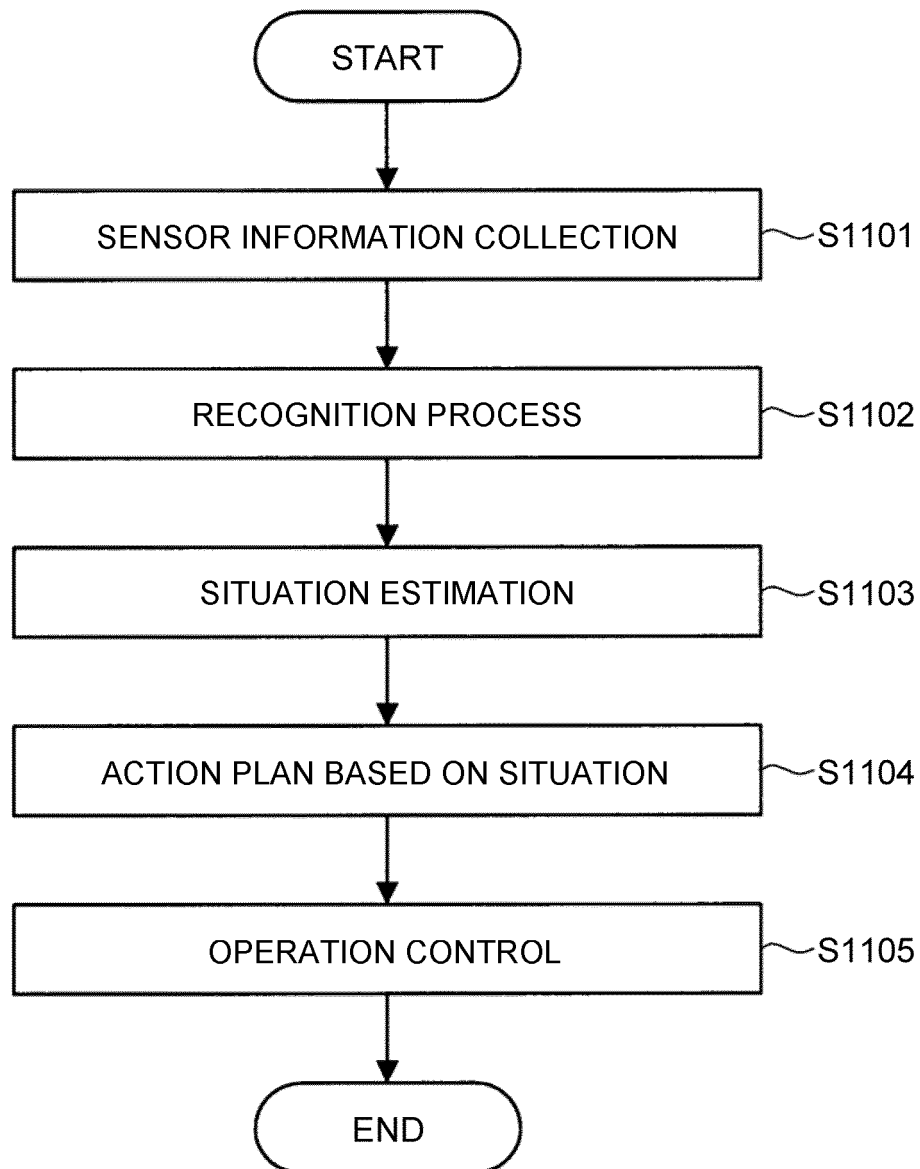 START
SENSOR INFORMATION COLLECTION
S1101
RECOGNITION PROCESS
S1102
SITUATION ESTIMATION
S1103
ACTION PLAN BASED ON SITUATION
S1104
OPERATION CONTROL
S1105
END